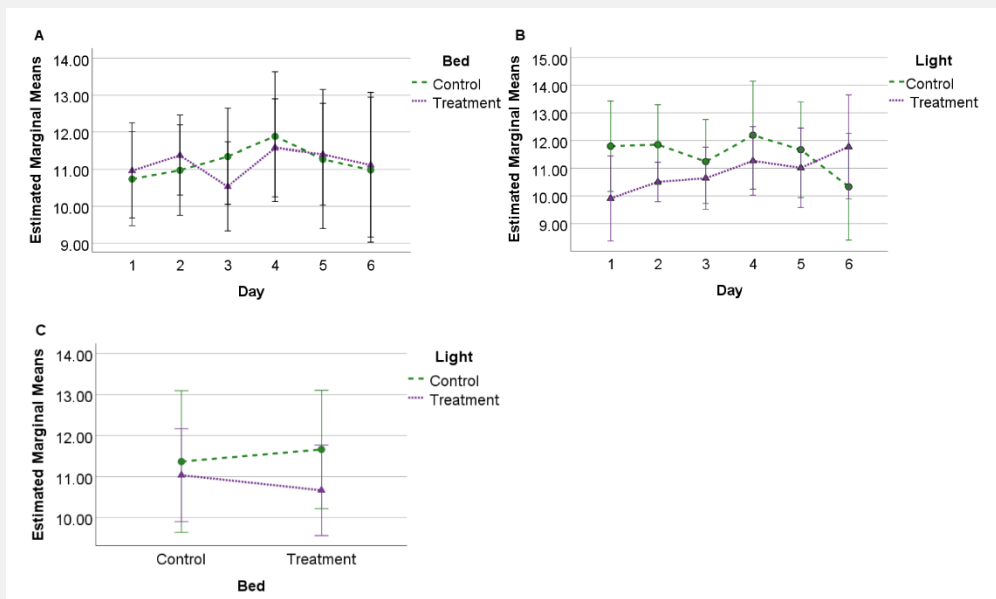 A
Estimated Marginal Means
14.00
13.00
12.00
11.00
10.00
9.00
1 2 3 4 5 6
Day
Bed
Control
Treatment
B
Estimated Marginal Means
15.00
14.00
13.00
12.00
11.00
10.00
9.00
1 2 3 4 5 6
Day
Light
Control
Treatment
C
Estimated Marginal Means
14.00
13.00
12.00
11.00
10.00
Control Treatment
Bed
Light
Control
Treatment